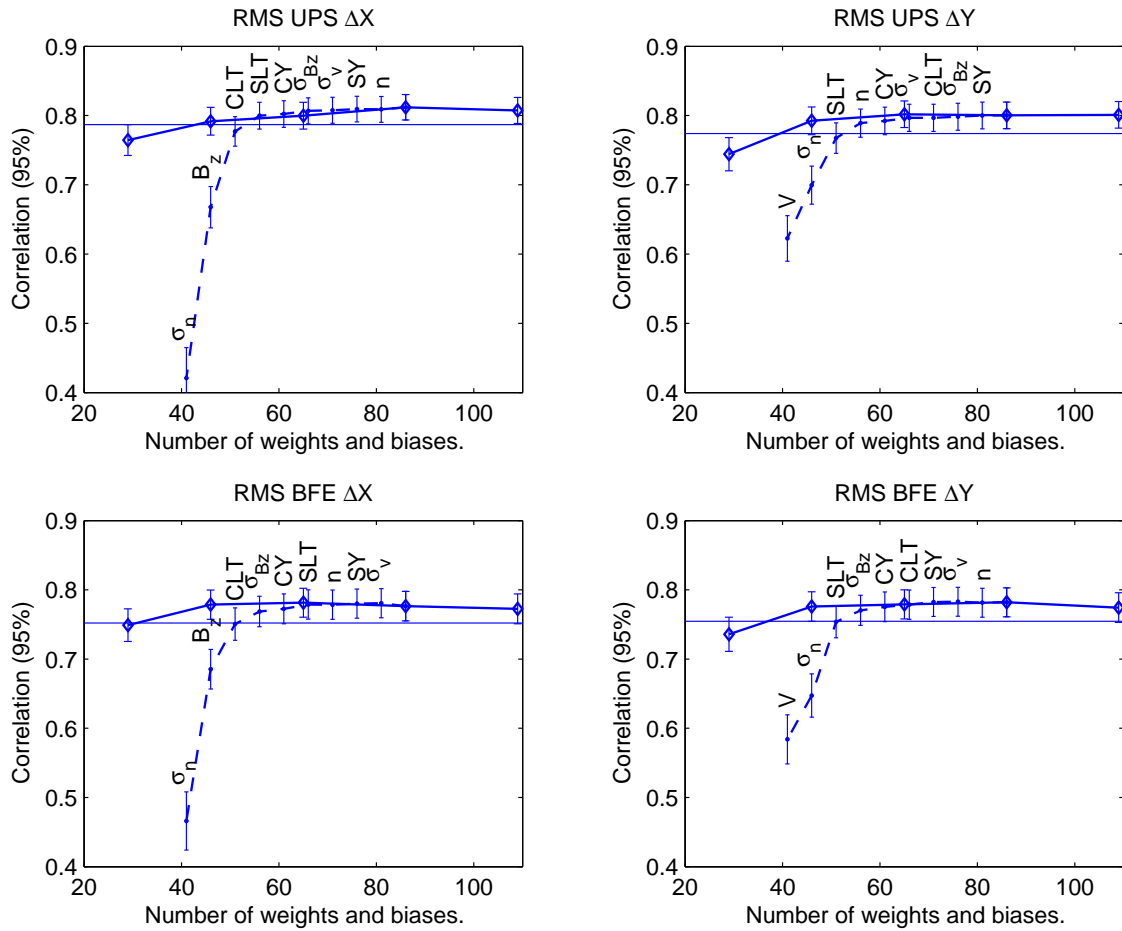 RMS UPS ΔX
Correlation (95%)
0.9
0.8
0.7
0.6
0.5
0.4
σn
Bz
CLT
SLT
CY
σBz
σv
SY
n
20 40 60 80 100
Number of weights and biases.
RMS UPS ΔY
Correlation (95%)
0.9
0.8
0.7
0.6
0.5
0.4
V
σn
SLT
n
CY
σv
CLT
σBz
SY
20 40 60 80 100
Number of weights and biases.
RMS BFE ΔX
Correlation (95%)
0.9
0.8
0.7
0.6
0.5
0.4
σn
Bz
CLT
σBz
CY
SLT
n
SY
σv
20 40 60 80 100
Number of weights and biases.
RMS BFE ΔY
Correlation (95%)
0.9
0.8
0.7
0.6
0.5
0.4
V
σn
SLT
σBz
CY
CLT
SY
σv
n
20 40 60 80 100
Number of weights and biases.